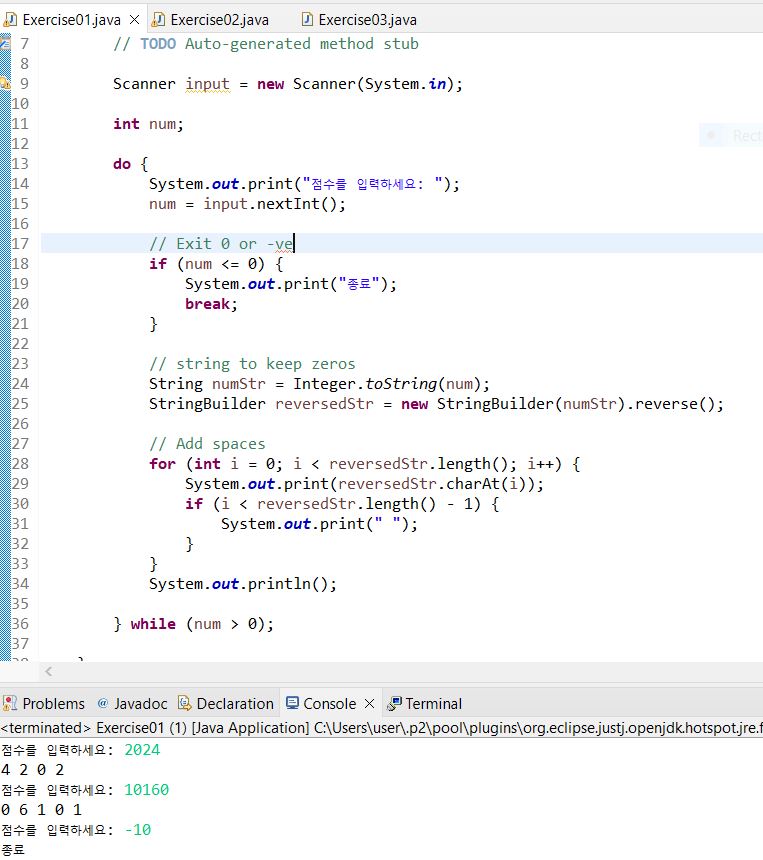 Exercise01.java Exercise02.java Exercise03.java
7 // TODO Auto-generated method stub
8
9 Scanner input = new Scanner(System.in);
10
11 int num;
12
13 do {
14 System.out.print("점수를 입력하세요: ");
15 num = input.nextInt();
16
17 // Exit 0 or -ve
18 if (num <= 0) {
19 System.out.print("종료");
20 break;
21 }
22
23 // string to keep zeros
24 String numStr = Integer.toString(num);
25 StringBuilder reversedStr = new StringBuilder(numStr).reverse();
26
27 // Add spaces
28 for (int i = 0; i < reversedStr.length(); i++) {
29 System.out.print(reversedStr.charAt(i));
30 if (i < reversedStr.length() - 1) {
31 System.out.print(" ");
32 }
33 }
34 System.out.println();
35
36 } while (num > 0);
37
Rect
Problems @ Javadoc Declaration Console Terminal
<terminated> Exercise01 (1) [Java Application] C:\Users\user\.p2\pool\plugins\org.eclipse.justj.openjdk.hotspot.jre.f
점수를 입력하세요: 2024
4 2 0 2
점수를 입력하세요: 10160
0 6 1 0 1
점수를 입력하세요: -10
종료